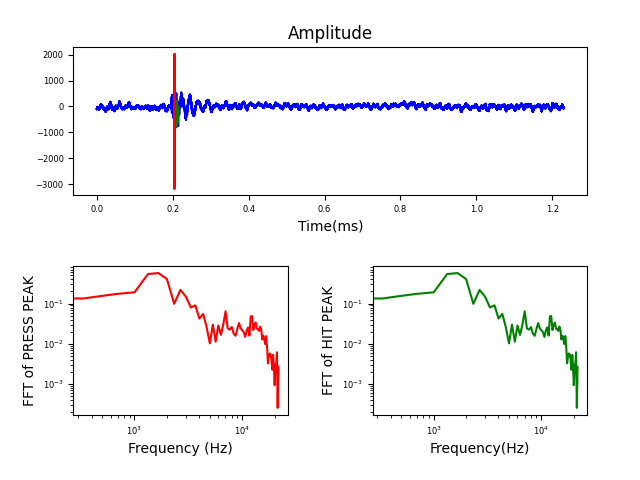 Amplitude
2000
1000
0
−1000
−2000
−3000
0.0 0.2 0.4 0.6 0.8 1.0 1.2
Time(ms)
FFT of PRESS PEAK
10⁻¹
10⁻²
10⁻³
10³ 10⁴
Frequency (Hz)
FFT of HIT PEAK
10⁻¹
10⁻²
10⁻³
10³ 10⁴
Frequency(Hz)